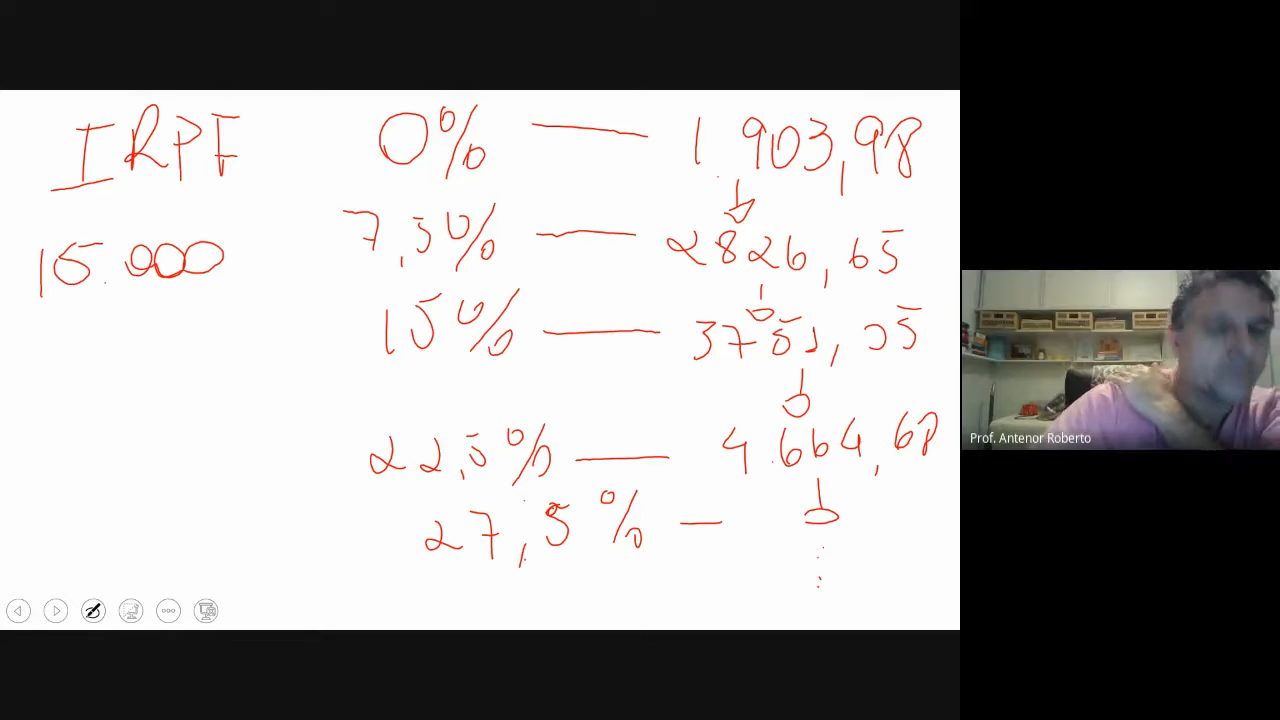 IRPF 0% — 1.903,98
7,5% — 2826,65
15.000
15% — 3751,05
22,5% — 4.664,68
27,5% —
Prof. Antenor Roberto